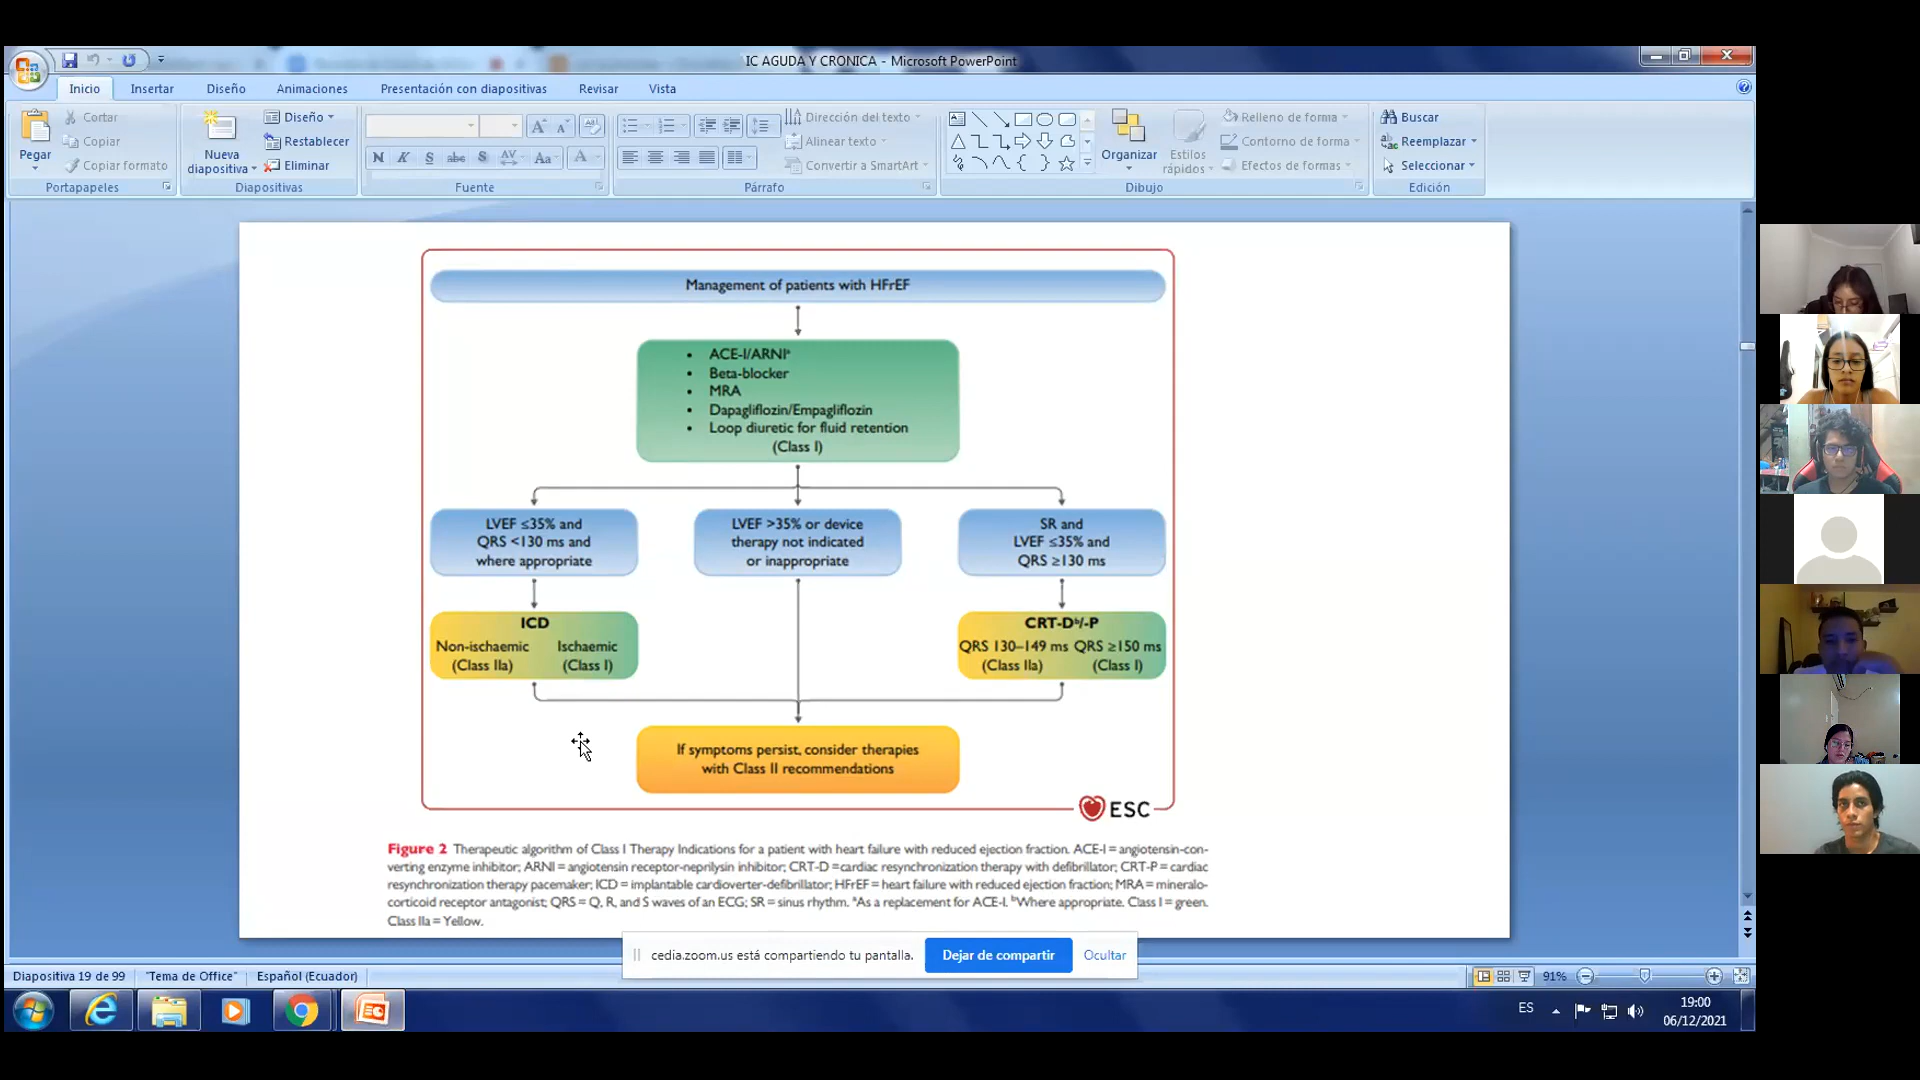 IC AGUDA Y CRONICA - Microsoft PowerPoint
Inicio Insertar Diseño Animaciones Presentación con diapositivas Revisar Vista
Pegar
Cortar
Copiar
Copiar formato
Portapapeles
Nueva
diapositiva
Diseño
Restablecer
Eliminar
Diapositivas
N K S abc S AV Aa A
Fuente
Dirección del texto
Alinear texto
Convertir a SmartArt
Párrafo
Organizar
Estilos
rápidos
Relleno de forma
Contorno de forma
Efectos de formas
Dibujo
Buscar
Reemplazar
Seleccionar
Edición
Management of patients with HFrEF
• ACE-I/ARNIᵃ
• Beta-blocker
• MRA
• Dapagliflozin/Empagliflozin
• Loop diuretic for fluid retention
(Class I)
LVEF ≤35% and
QRS <130 ms and
where appropriate
LVEF >35% or device
therapy not indicated
or inappropriate
SR and
LVEF ≤35% and
QRS ≥130 ms
ICD
Non-ischaemic Ischaemic
(Class IIa) (Class I)
CRT-Dᵇ/-P
QRS 130–149 ms QRS ≥150 ms
(Class IIa) (Class I)
If symptoms persist, consider therapies
with Class II recommendations
ESC
Figure 2 Therapeutic algorithm of Class I Therapy Indications for a patient with heart failure with reduced ejection fraction. ACE-I = angiotensin-con-
verting enzyme inhibitor; ARNI = angiotensin receptor-neprilysin inhibitor; CRT-D = cardiac resynchronization therapy with defibrillator; CRT-P = cardiac
resynchronization therapy pacemaker; ICD = implantable cardioverter-defibrillator; HFrEF = heart failure with reduced ejection fraction; MRA = mineralo-
corticoid receptor antagonist; QRS = Q, R, and S waves of an ECG; SR = sinus rhythm. ᵃAs a replacement for ACE-I. ᵇWhere appropriate. Class I = green.
Class IIa = Yellow.
cedia.zoom.us está compartiendo tu pantalla. Dejar de compartir Ocultar
Diapositiva 19 de 99 "Tema de Office" Español (Ecuador) 91%
ES 19:00
06/12/2021